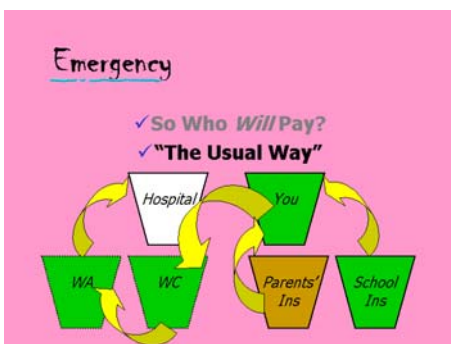 Emergency
So Who Will Pay?
"The Usual Way"
Hospital
You
WA
WC
Parents'
Ins
School
Ins